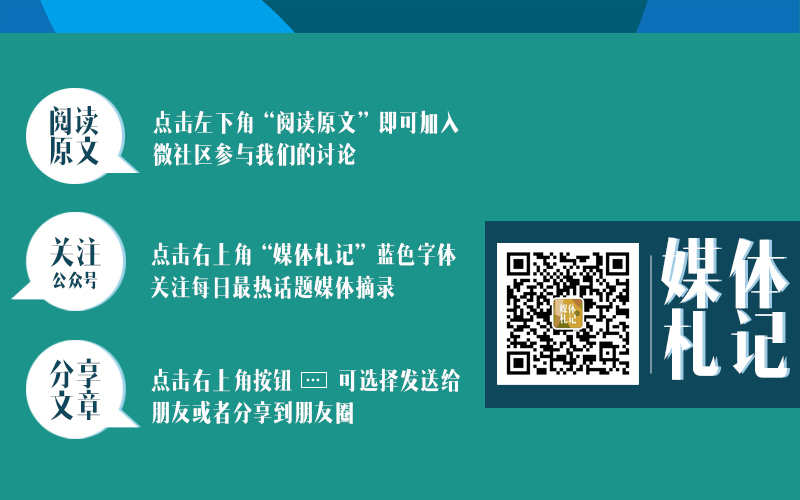 阅读
原文
点击左下角“阅读原文”即可加入
微社区参与我们的讨论
关注
公众号
点击右上角“媒体札记”蓝色字体
关注每日最热话题媒体摘录
分享
文章
点击右上角按钮 ... 可选择发送给
朋友或者分享到朋友圈
媒体
札记
媒体
札记